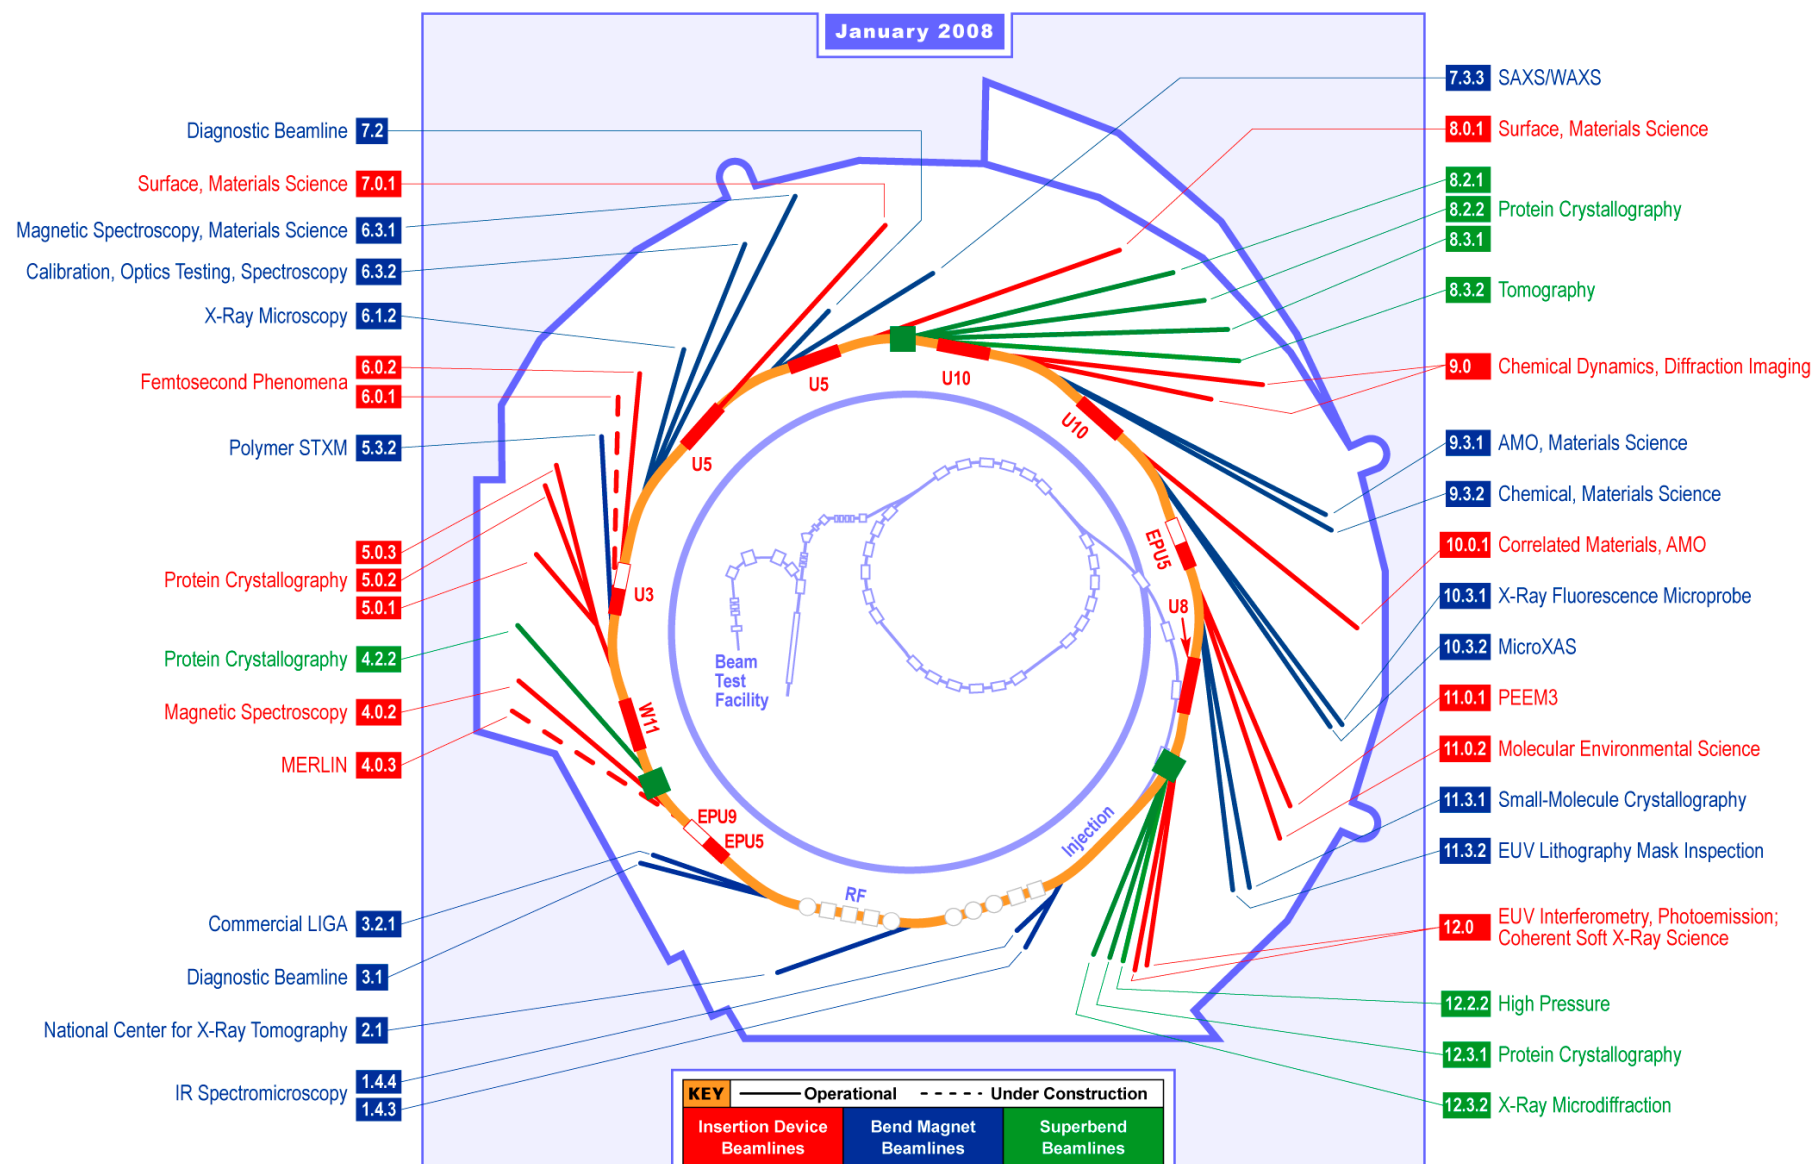 January 2008
Diagnostic Beamline 7.2
Surface, Materials Science 7.0.1
Magnetic Spectroscopy, Materials Science 6.3.1
Calibration, Optics Testing, Spectroscopy 6.3.2
X-Ray Microscopy 6.1.2
6.0.2
Femtosecond Phenomena
6.0.1
Polymer STXM 5.3.2
5.0.3
Protein Crystallography 5.0.2
5.0.1
Protein Crystallography 4.2.2
Magnetic Spectroscopy 4.0.2
MERLIN 4.0.3
Commercial LIGA 3.2.1
Diagnostic Beamline 3.1
National Center for X-Ray Tomography 2.1
1.4.4
IR Spectromicroscopy
1.4.3
U5
U10
U5
U10
EPU5
U3
U8
W11
EPU9
EPU5
Beam
Test
Facility
RF
Injection
7.3.3 SAXS/WAXS
8.0.1 Surface, Materials Science
8.2.1
8.2.2 Protein Crystallography
8.3.1
8.3.2 Tomography
9.0 Chemical Dynamics, Diffraction Imaging
9.3.1 AMO, Materials Science
9.3.2 Chemical, Materials Science
10.0.1 Correlated Materials, AMO
10.3.1 X-Ray Fluorescence Microprobe
10.3.2 MicroXAS
11.0.1 PEEM3
11.0.2 Molecular Environmental Science
11.3.1 Small-Molecule Crystallography
11.3.2 EUV Lithography Mask Inspection
12.0 EUV Interferometry, Photoemission;
Coherent Soft X-Ray Science
12.2.2 High Pressure
12.3.1 Protein Crystallography
12.3.2 X-Ray Microdiffraction
KEY Operational Under Construction
Insertion Device
Beamlines
Bend Magnet
Beamlines
Superbend
Beamlines